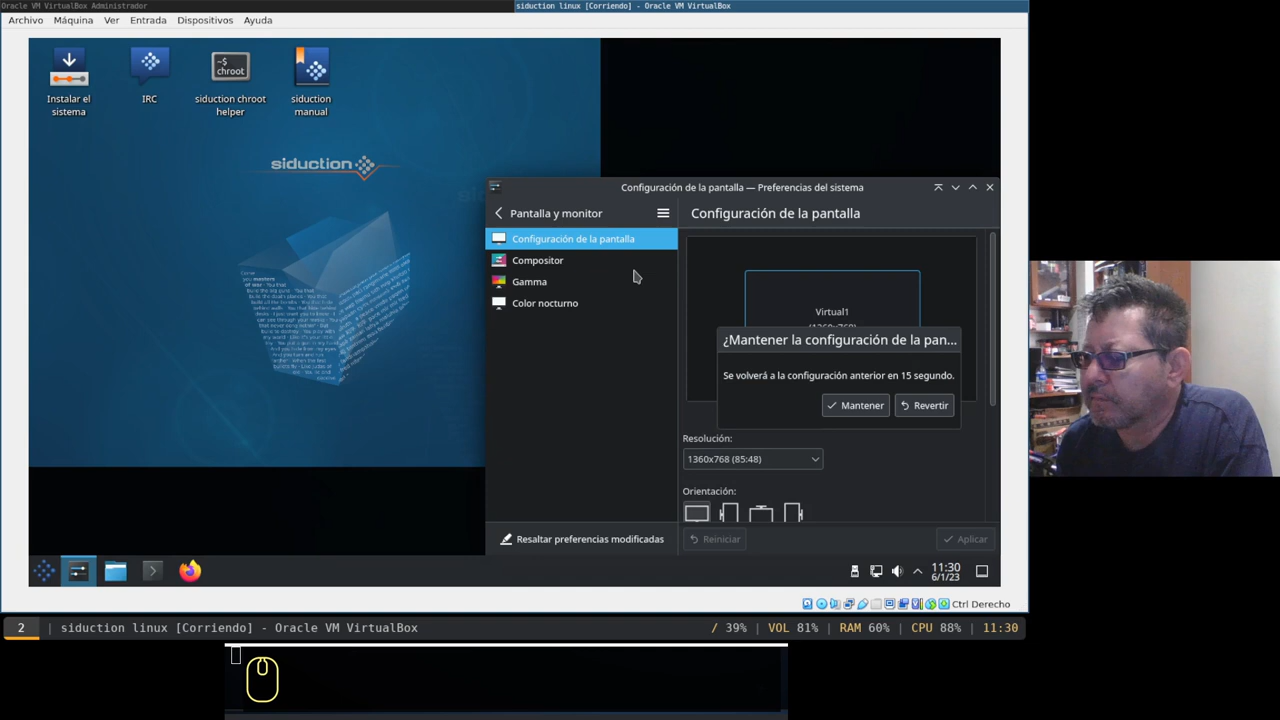 Oracle VM VirtualBox Administrador
siduction linux [Corriendo] - Oracle VM VirtualBox
Archivo Máquina Ver Entrada Dispositivos Ayuda
~$
chroot
Instalar el
sistema
IRC
siduction chroot
helper
siduction
manual
siduction
Configuración de la pantalla — Preferencias del sistema
Pantalla y monitor
Configuración de la pantalla
Configuración de la pantalla
Compositor
Gamma
Color nocturno
Virtual1
¿Mantener la configuración de la pan...
Se volverá a la configuración anterior en 15 segundo.
Mantener
Revertir
Resolución:
1360x768 (85:48)
Orientación:
Resaltar preferencias modificadas
Reiniciar
Aplicar
11:30
6/1/23
Ctrl Derecho
2 | siduction linux [Corriendo] - Oracle VM VirtualBox
/ 39% | VOL 81% | RAM 60% | CPU 88% | 11:30